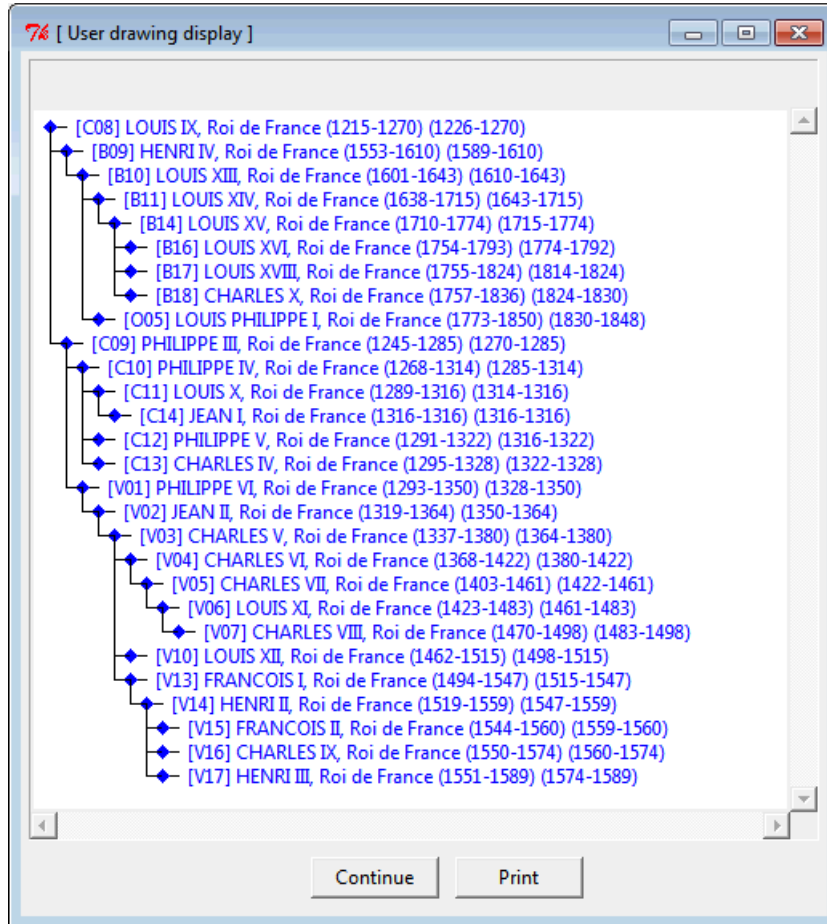 [ User drawing display ]
[C08] LOUIS IX, Roi de France (1215-1270) (1226-1270)
[B09] HENRI IV, Roi de France (1553-1610) (1589-1610)
[B10] LOUIS XIII, Roi de France (1601-1643) (1610-1643)
[B11] LOUIS XIV, Roi de France (1638-1715) (1643-1715)
[B14] LOUIS XV, Roi de France (1710-1774) (1715-1774)
[B16] LOUIS XVI, Roi de France (1754-1793) (1774-1792)
[B17] LOUIS XVIII, Roi de France (1755-1824) (1814-1824)
[B18] CHARLES X, Roi de France (1757-1836) (1824-1830)
[O05] LOUIS PHILIPPE I, Roi de France (1773-1850) (1830-1848)
[C09] PHILIPPE III, Roi de France (1245-1285) (1270-1285)
[C10] PHILIPPE IV, Roi de France (1268-1314) (1285-1314)
[C11] LOUIS X, Roi de France (1289-1316) (1314-1316)
[C14] JEAN I, Roi de France (1316-1316) (1316-1316)
[C12] PHILIPPE V, Roi de France (1291-1322) (1316-1322)
[C13] CHARLES IV, Roi de France (1295-1328) (1322-1328)
[V01] PHILIPPE VI, Roi de France (1293-1350) (1328-1350)
[V02] JEAN II, Roi de France (1319-1364) (1350-1364)
[V03] CHARLES V, Roi de France (1337-1380) (1364-1380)
[V04] CHARLES VI, Roi de France (1368-1422) (1380-1422)
[V05] CHARLES VII, Roi de France (1403-1461) (1422-1461)
[V06] LOUIS XI, Roi de France (1423-1483) (1461-1483)
[V07] CHARLES VIII, Roi de France (1470-1498) (1483-1498)
[V10] LOUIS XII, Roi de France (1462-1515) (1498-1515)
[V13] FRANCOIS I, Roi de France (1494-1547) (1515-1547)
[V14] HENRI II, Roi de France (1519-1559) (1547-1559)
[V15] FRANCOIS II, Roi de France (1544-1560) (1559-1560)
[V16] CHARLES IX, Roi de France (1550-1574) (1560-1574)
[V17] HENRI III, Roi de France (1551-1589) (1574-1589)
Continue Print